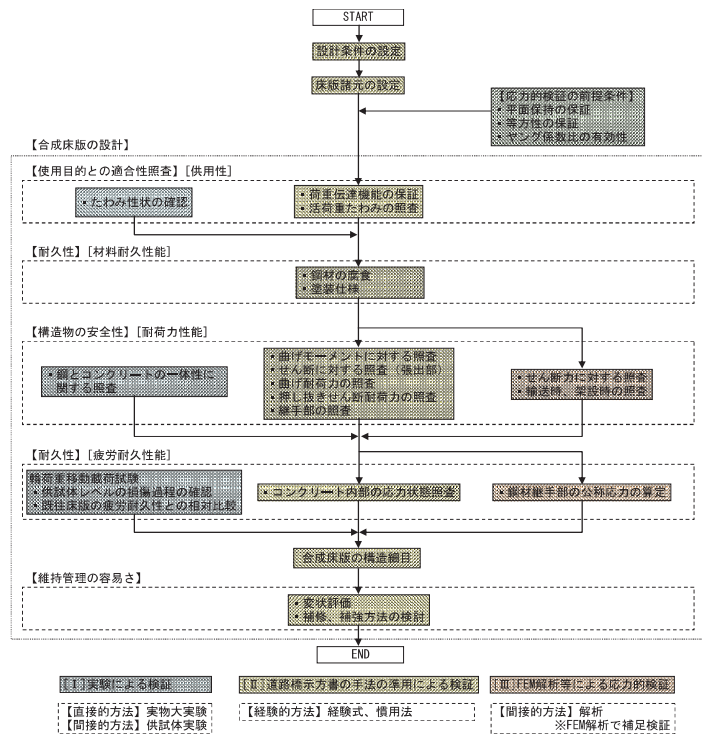 START
設計条件の設定
床版諸元の設定
【応力的検証の前提条件】
・平面保持の保証
・等方性の保証
・ヤング係数比の有効性
【合成床版の設計】
【使用目的との適合性照査】[供用性]
・たわみ性状の確認
・荷重伝達機能の保証
・活荷重たわみの照査
【耐久性】[材料耐久性能]
・鋼材の腐食
・塗装仕様
【構造物の安全性】[耐荷力性能]
・鋼とコンクリートの一体性に
関する照査
・曲げモーメントに対する照査
・せん断に対する照査（張出部）
・曲げ耐荷力の照査
・押し抜きせん断耐荷力の照査
・継手部の照査
・せん断力に対する照査
・輸送時、架設時の照査
【耐久性】[疲労耐久性能]
輪荷重移動載荷試験
・供試体レベルの損傷過程の確認
・既往床版の疲労耐久性との相対比較
・コンクリート内部の応力状態照査
・鋼材継手部の公称応力の算定
合成床版の構造細目
【維持管理の容易さ】
・変状評価
・補修、補強方法の検討
END
[Ⅰ]実験による検証
【直接的方法】実物大実験
【間接的方法】供試体実験
[Ⅱ]道路橋示方書の手法の準用による検証
【経験的方法】経験式、慣用法
[Ⅲ]FEM解析等による応力的検証
【間接的方法】解析
※FEM解析で補足検証